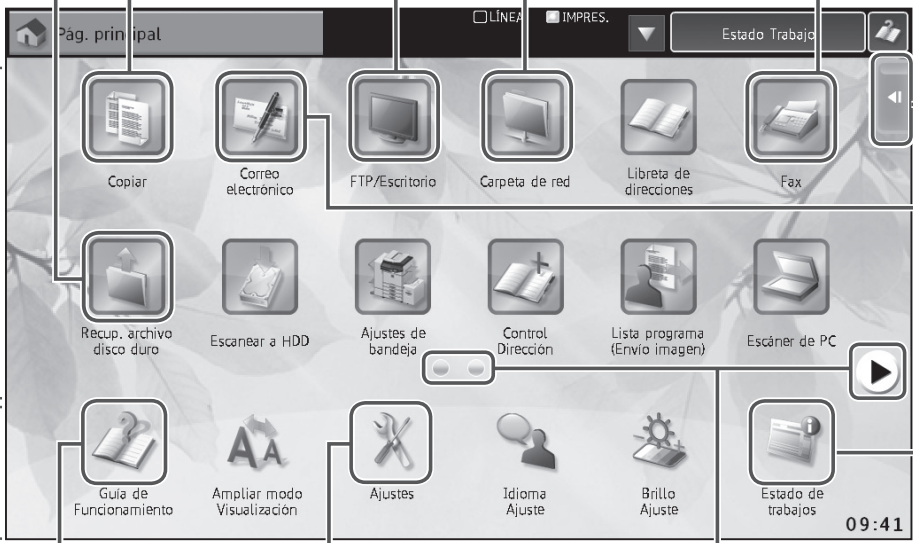 LÍNEA IMPRES.
Pág. principal
Estado Trabajo
Copiar
Correo
electrónico
FTP/Escritorio
Carpeta de red
Libreta de
direcciones
Fax
Recup. archivo
disco duro
Escanear a HDD
Ajustes de
bandeja
Control
Dirección
Lista programa
(Envío imagen)
Escáner de PC
Guía de
Funcionamiento
Ampliar modo
Visualización
Ajustes
Idioma
Ajuste
Brillo
Ajuste
Estado de
trabajos
09:41